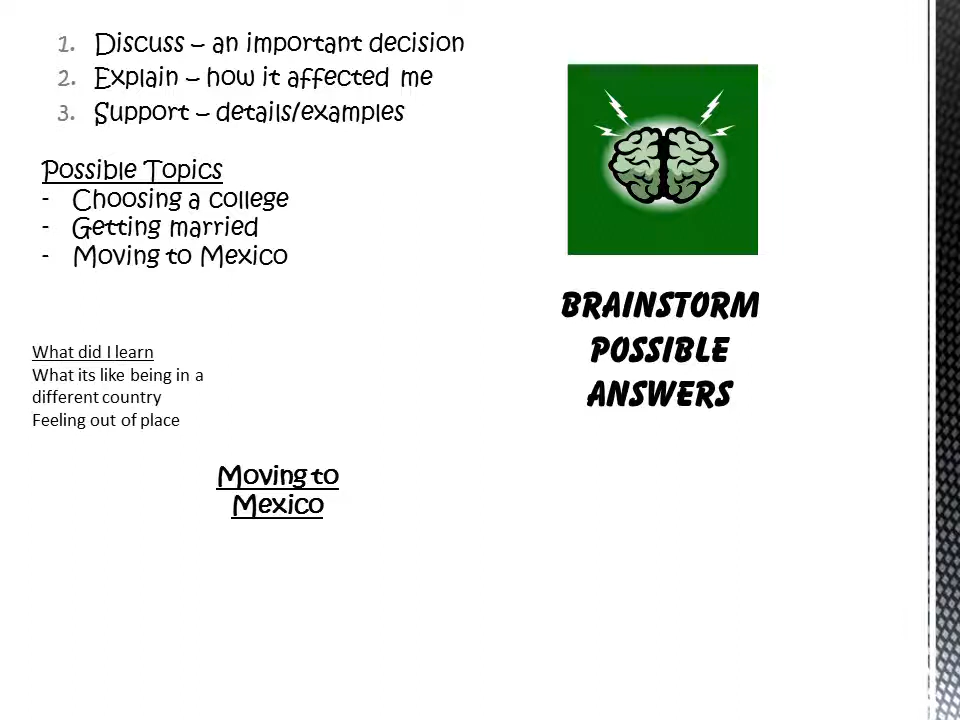 1. Discuss – an important decision
2. Explain – how it affected me
3. Support – details/examples
Possible Topics
- Choosing a college
- Getting married
- Moving to Mexico
What did I learn
What its like being in a
different country
Feeling out of place
Moving to
Mexico
BRAINSTORM
POSSIBLE
ANSWERS